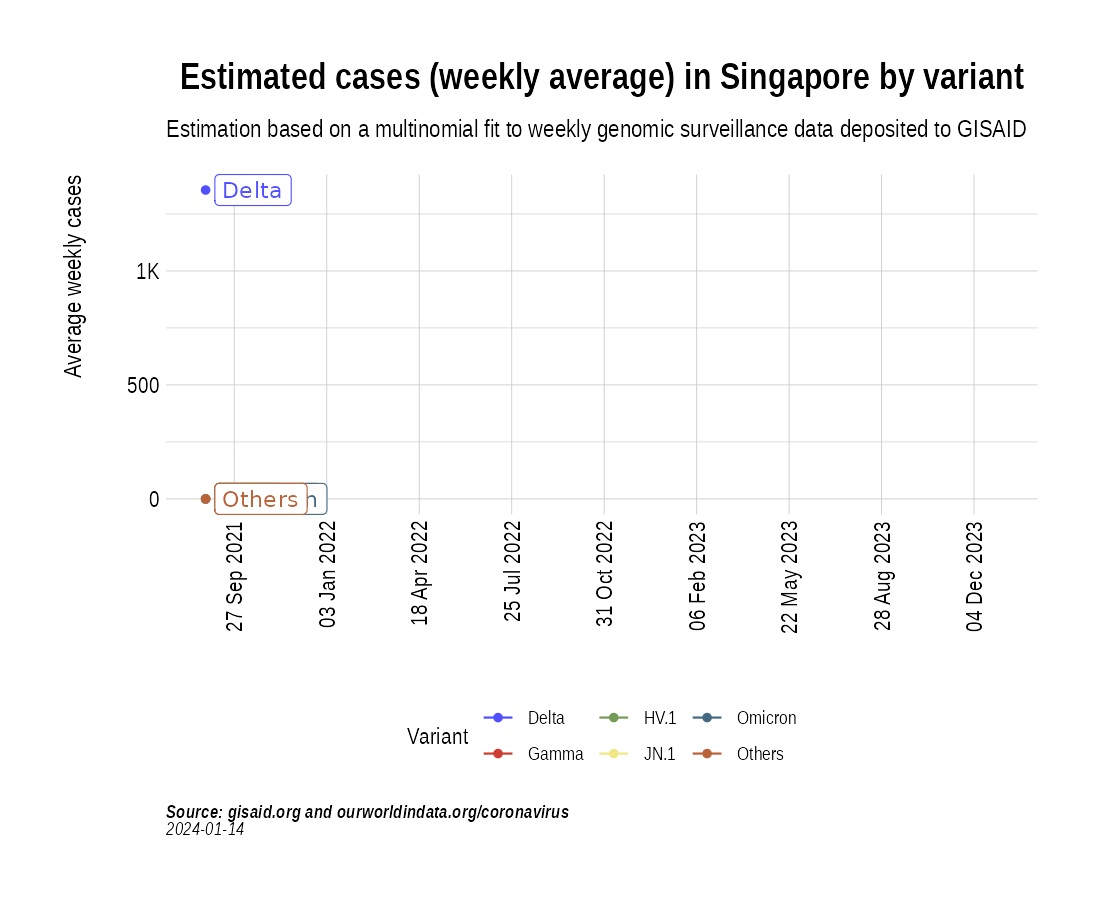 Estimated cases (weekly average) in Singapore by variant
Estimation based on a multinomial fit to weekly genomic surveillance data deposited to GISAID
Average weekly cases
Delta
1K
500
0
Others
n
27 Sep 2021
03 Jan 2022
18 Apr 2022
25 Jul 2022
31 Oct 2022
06 Feb 2023
22 May 2023
28 Aug 2023
04 Dec 2023
Variant
Delta
HV.1
Omicron
Gamma
JN.1
Others
Source: gisaid.org and ourworldindata.org/coronavirus
2024-01-14